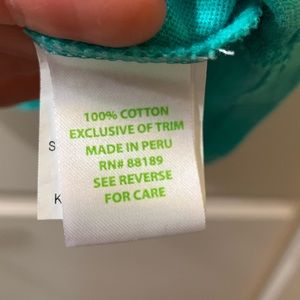 100% COTTON
EXCLUSIVE OF TRIM
MADE IN PERU
RN# 88189
SEE REVERSE
FOR CARE
S
K